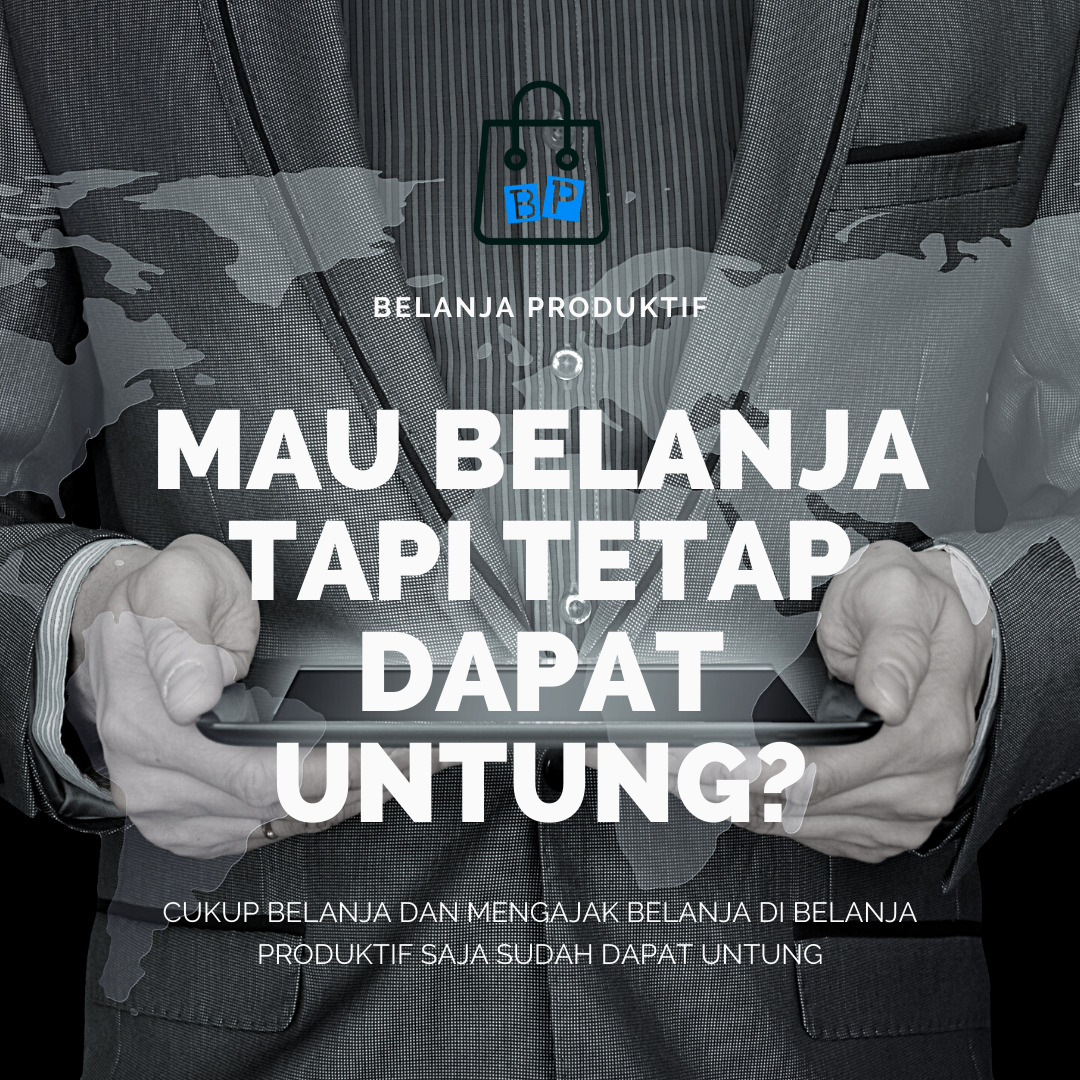 BP
BELANJA PRODUKTIF
MAU BELANJA
TAPI TETAP
DAPAT
UNTUNG?
CUKUP BELANJA DAN MENGAJAK BELANJA DI BELANJA
PRODUKTIF SAJA SUDAH DAPAT UNTUNG